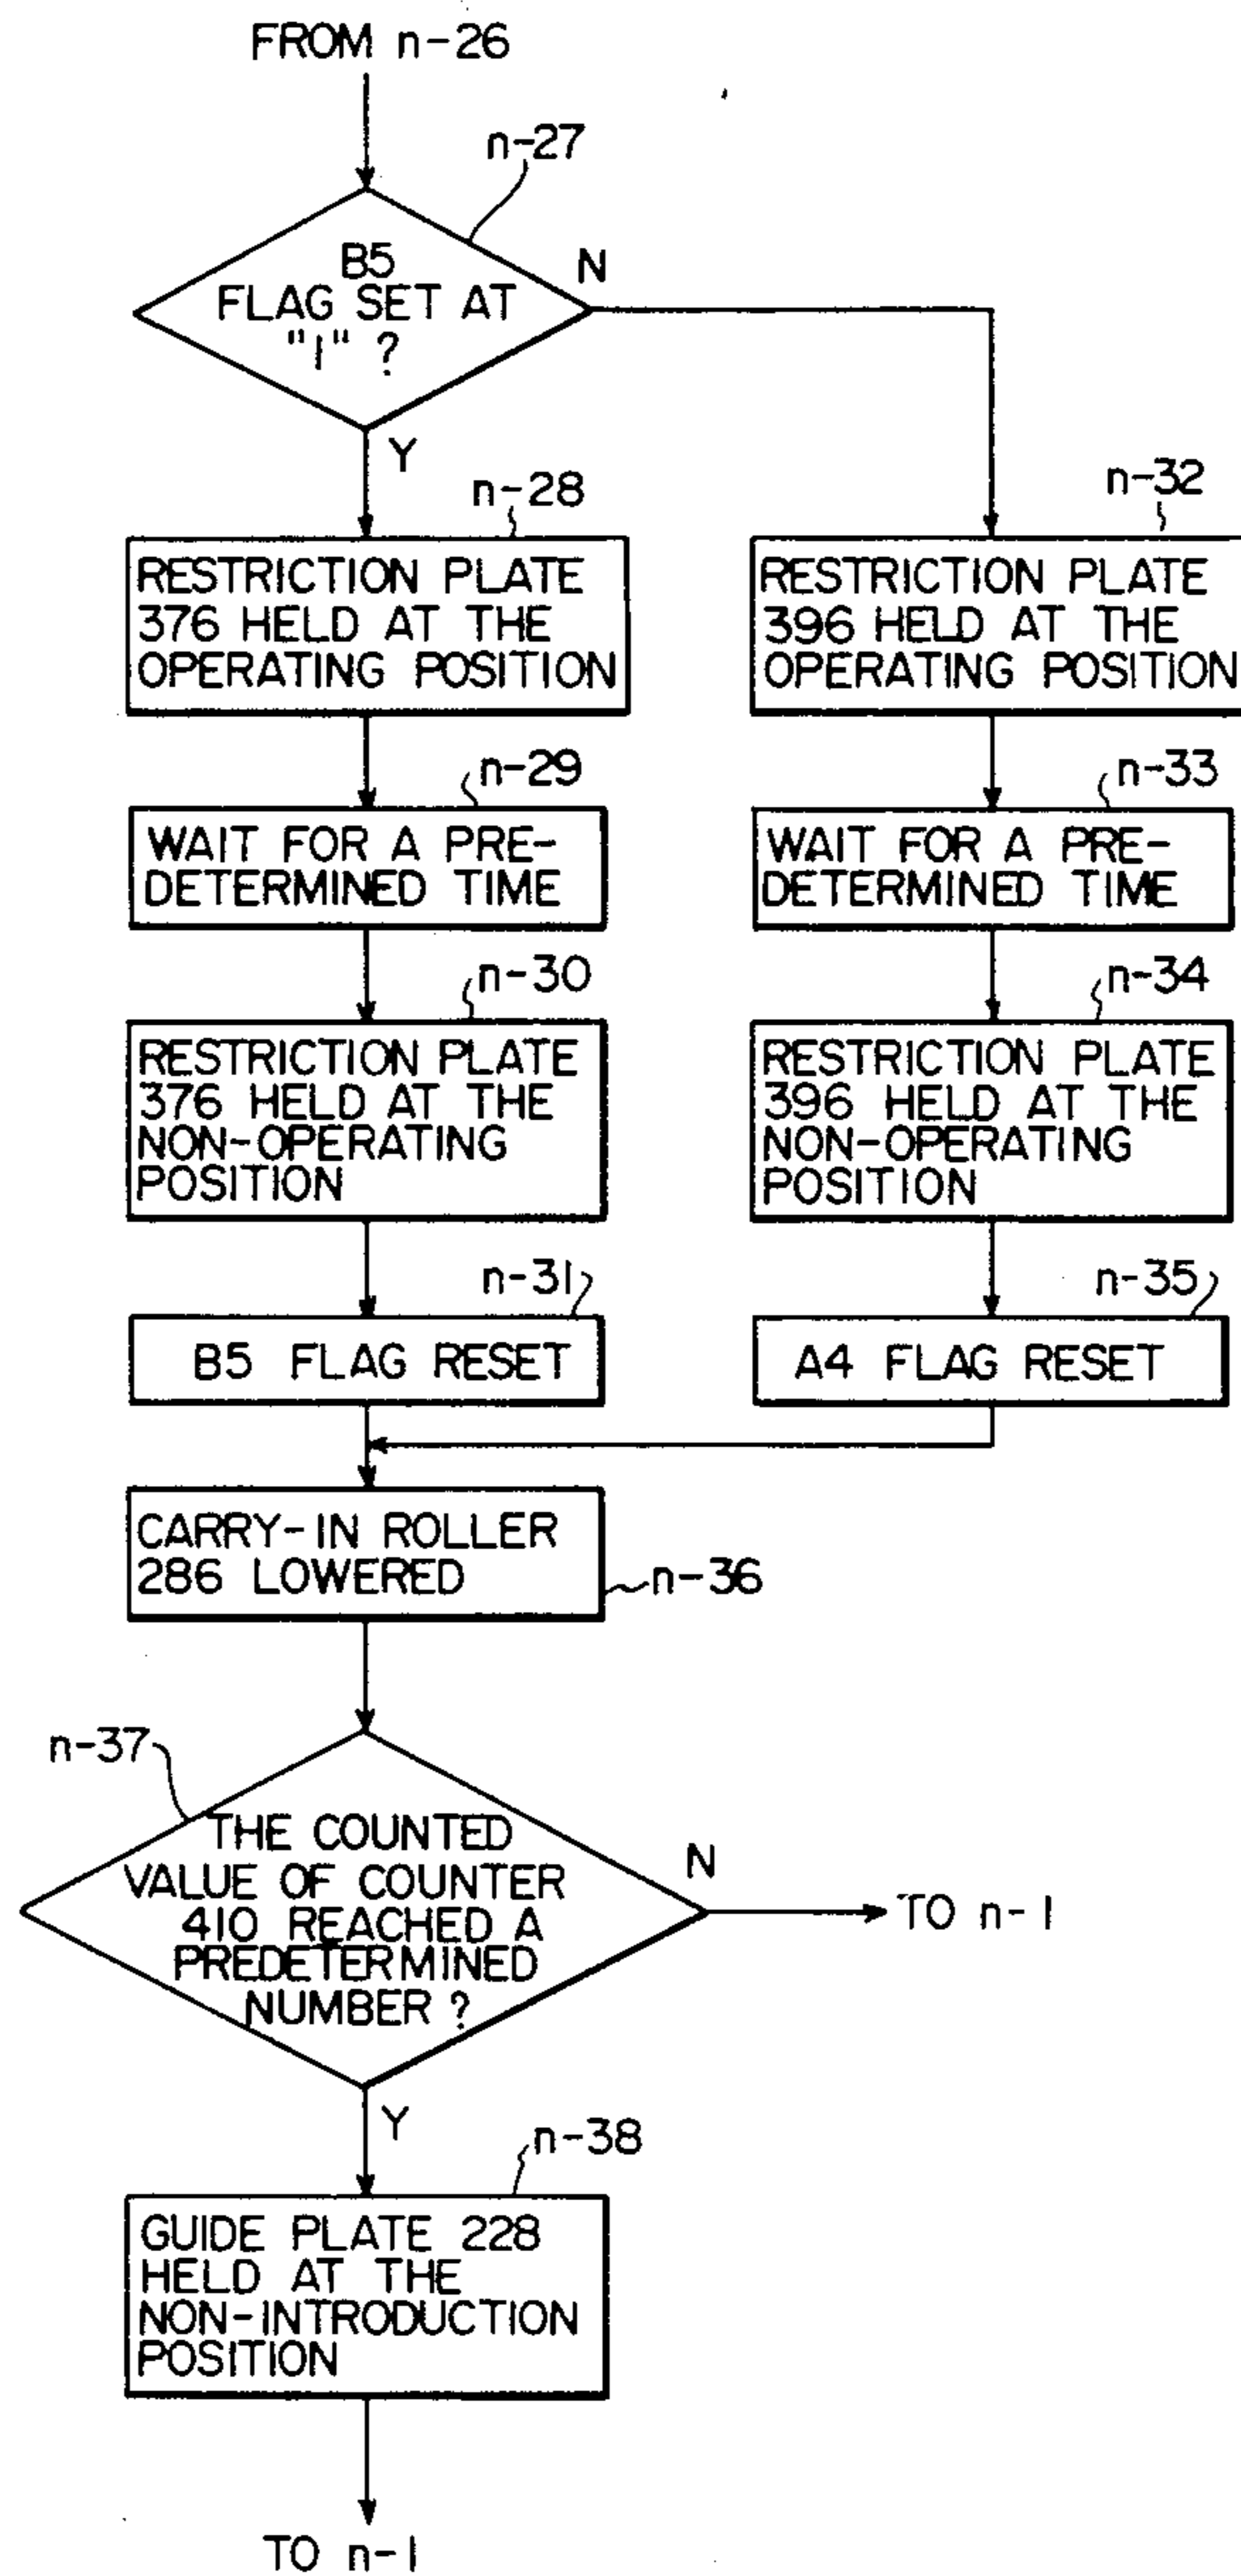 FROM n-26
n-27
B5
FLAG SET AT
"1" ?
N
Y
n-28
RESTRICTION PLATE
376 HELD AT THE
OPERATING POSITION
n-29
WAIT FOR A PRE-
DETERMINED TIME
n-30
RESTRICTION PLATE
376 HELD AT THE
NON-OPERATING
POSITION
n-31
B5 FLAG RESET
n-32
RESTRICTION PLATE
396 HELD AT THE
OPERATING POSITION
n-33
WAIT FOR A PRE-
DETERMINED TIME
n-34
RESTRICTION PLATE
396 HELD AT THE
NON-OPERATING
POSITION
n-35
A4 FLAG RESET
CARRY-IN ROLLER
286 LOWERED
n-36
n-37
THE COUNTED
VALUE OF COUNTER
410 REACHED A
PREDETERMINED
NUMBER ?
N
TO n-1
Y
n-38
GUIDE PLATE 228
HELD AT THE
NON-INTRODUCTION
POSITION
TO n-1